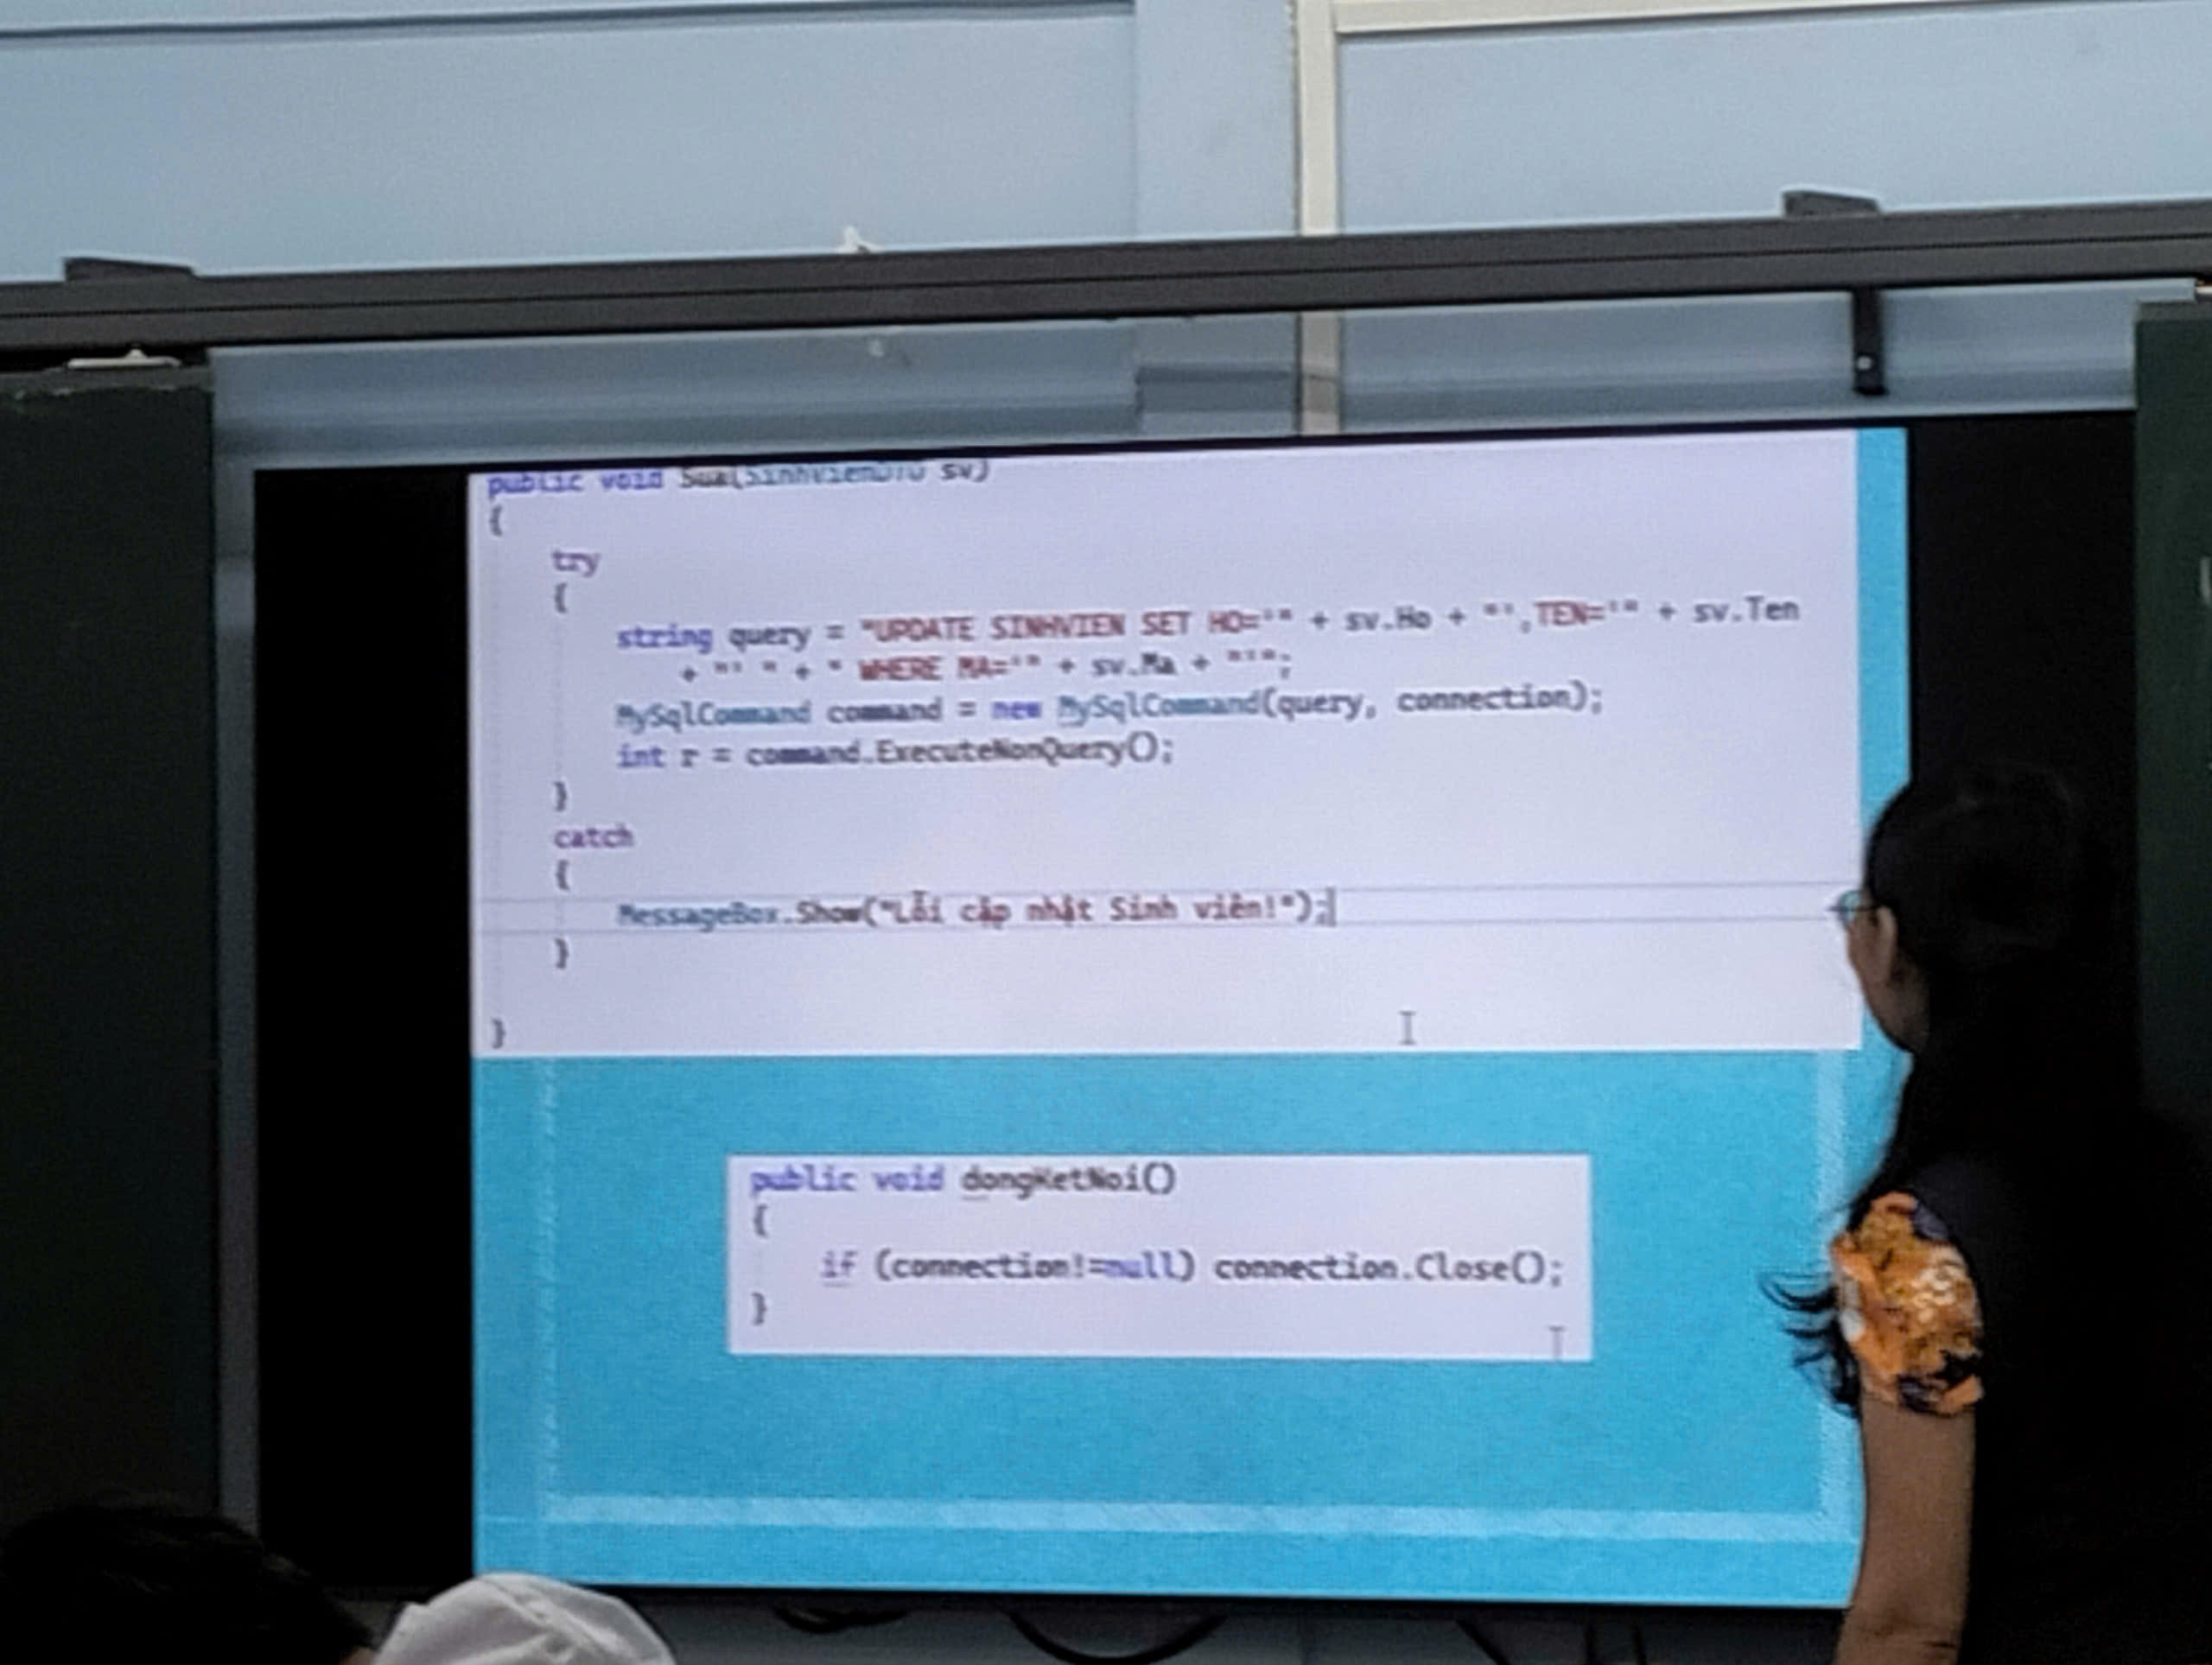 public void Sua(SinhVienDTO sv)
{
try
{
string query = "UPDATE SINHVIEN SET HO='" + sv.Ho + "',TEN='" + sv.Ten
+ "' " + " WHERE MA='" + sv.Ma + "'";
MySqlCommand command = new MySqlCommand(query, connection);
int r = command.ExecuteNonQuery();
}
catch
{
MessageBox.Show("Lỗi cập nhật Sinh viên!");
}
}
public void dongKetNoi()
{
if (connection!=null) connection.Close();
}